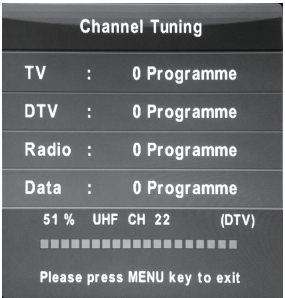 Channel Tuning
TV : 0 Programme
DTV : 0 Programme
Radio : 0 Programme
Data : 0 Programme
51 % UHF CH 22 (DTV)
Please press MENU key to exit